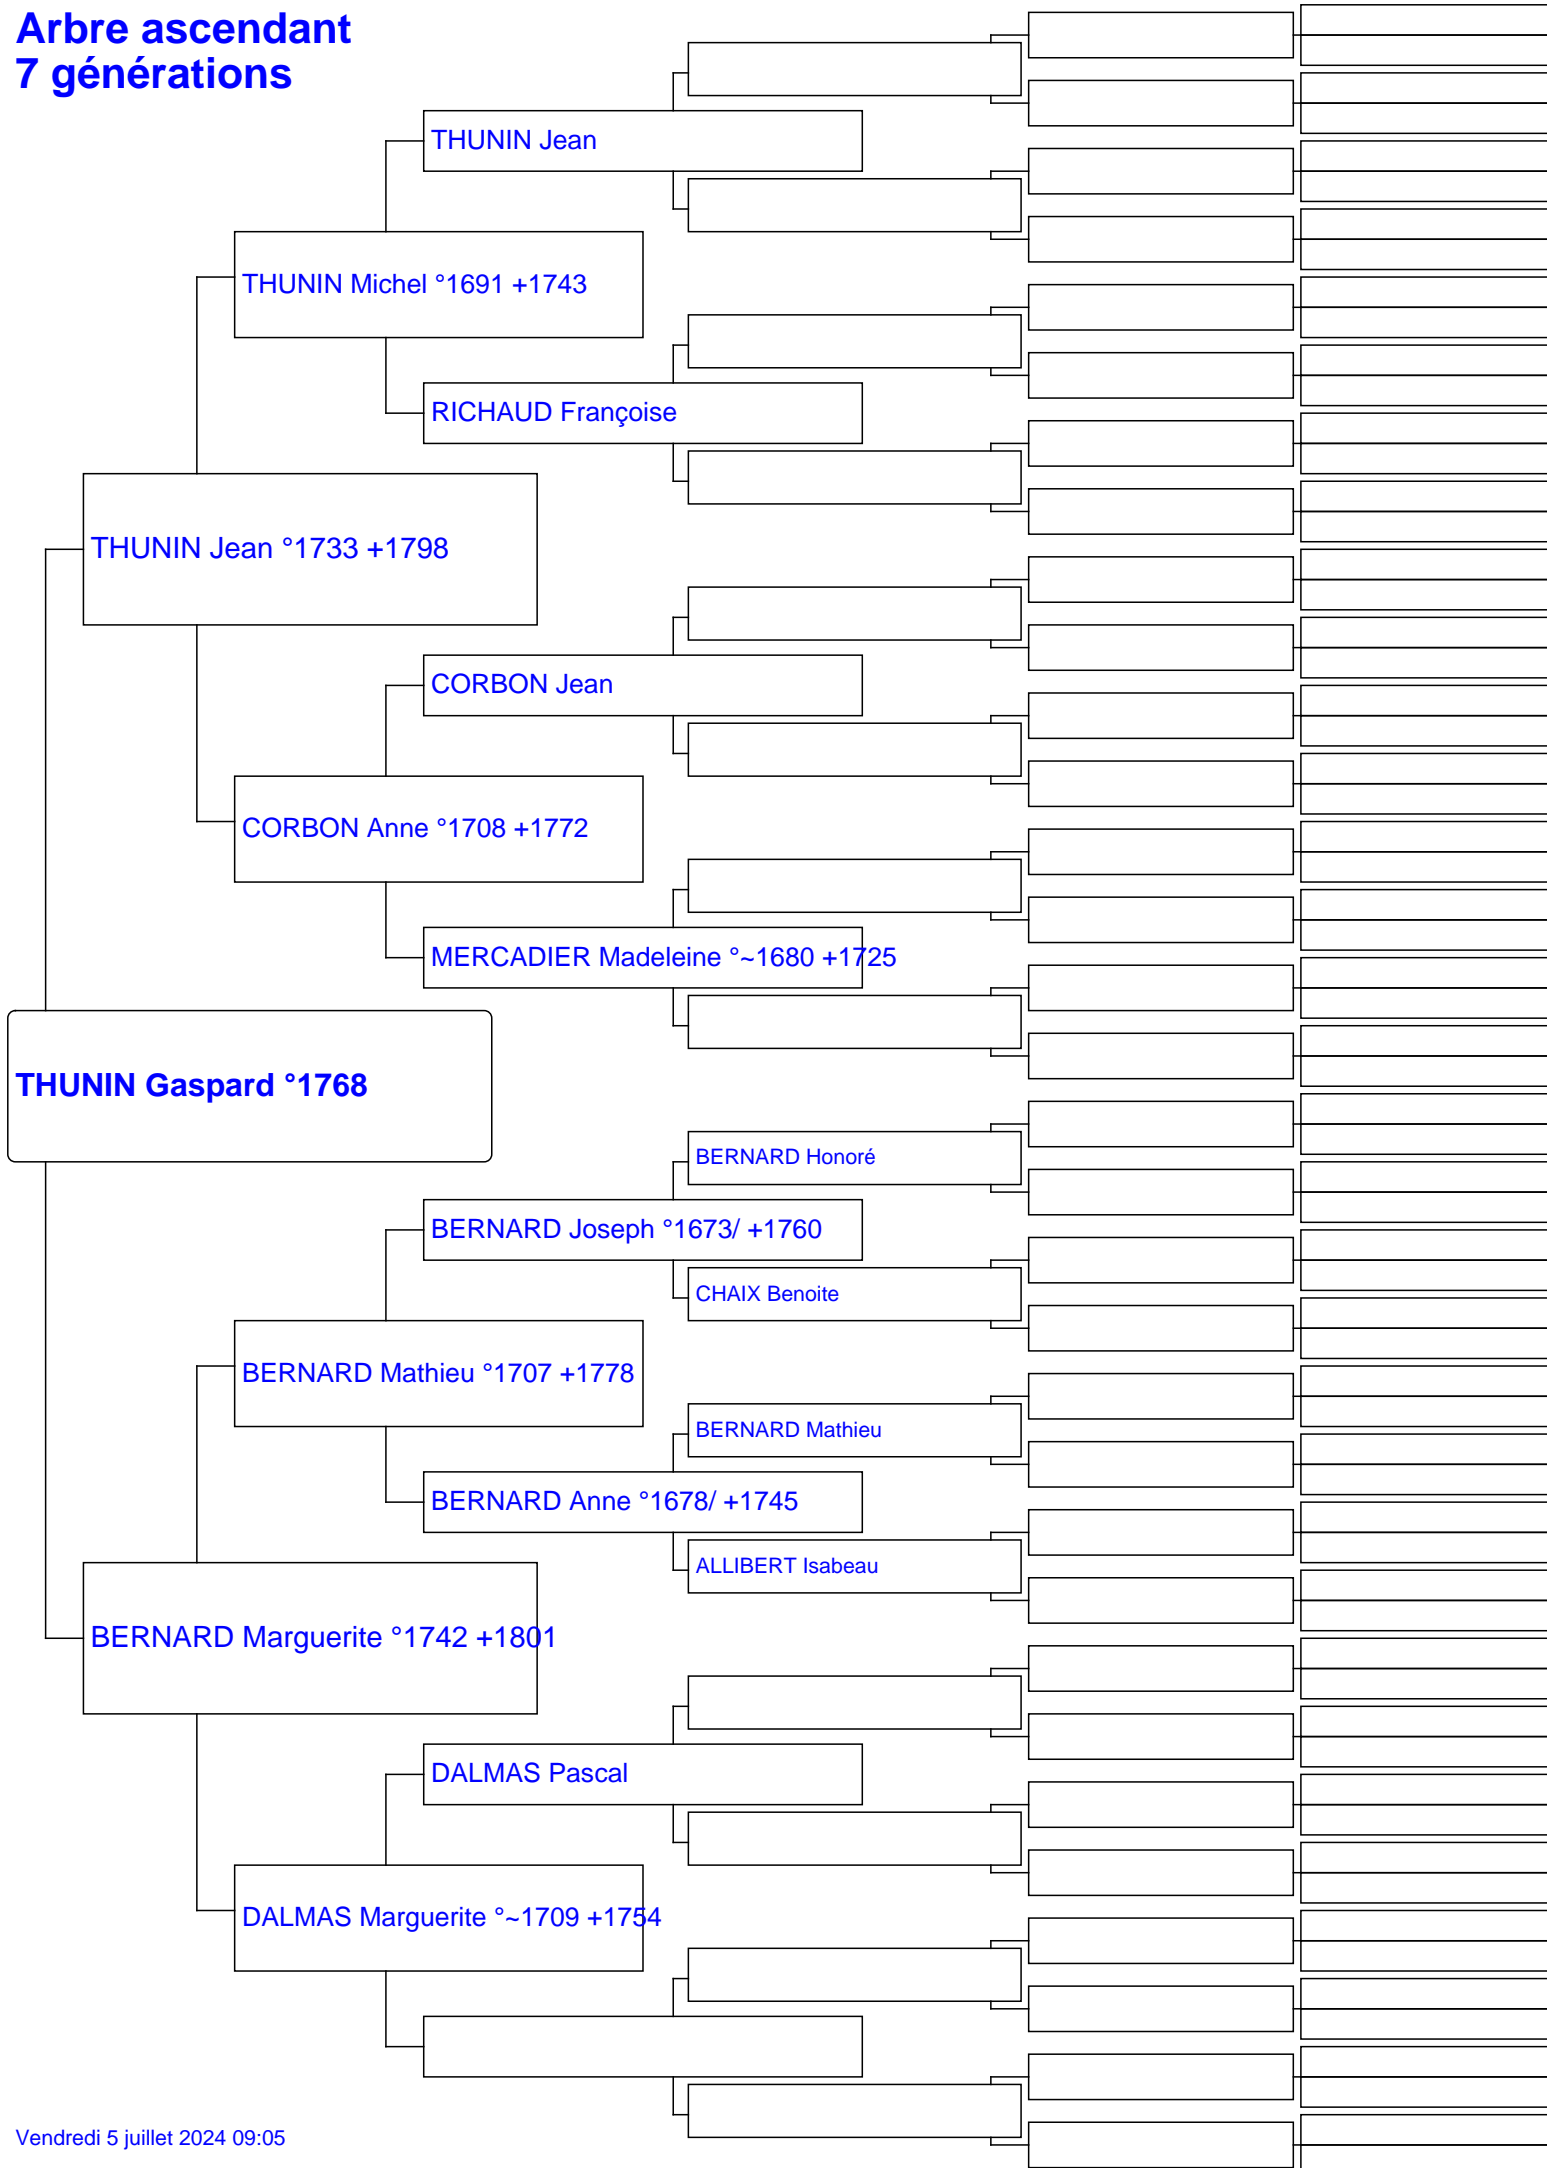 Arbre ascendant
7 générations
THUNIN Jean
THUNIN Michel °1691 +1743
RICHAUD Françoise
THUNIN Jean °1733 +1798
CORBON Jean
CORBON Anne °1708 +1772
MERCADIER Madeleine °~1680 +1725
THUNIN Gaspard °1768
BERNARD Honoré
BERNARD Joseph °1673/ +1760
CHAIX Benoite
BERNARD Mathieu °1707 +1778
BERNARD Mathieu
BERNARD Anne °1678/ +1745
ALLIBERT Isabeau
BERNARD Marguerite °1742 +1801
DALMAS Pascal
DALMAS Marguerite °~1709 +1754
Vendredi 5 juillet 2024 09:05